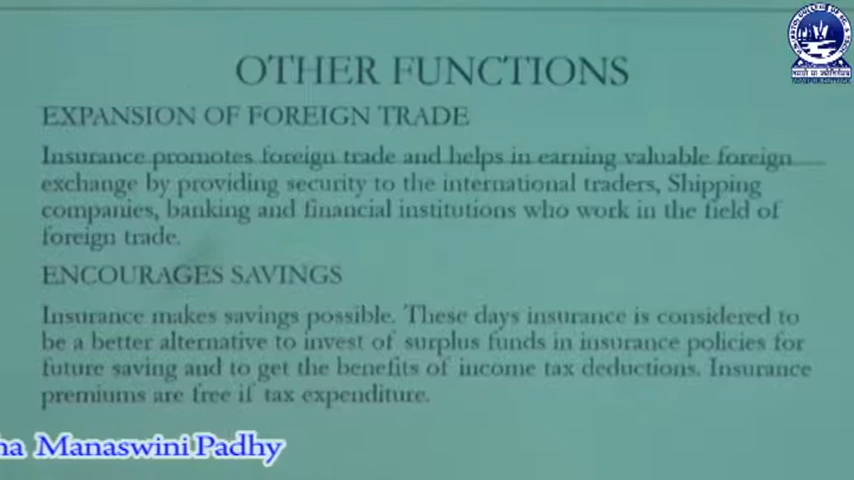 OTHER FUNCTIONS
EXPANSION OF FOREIGN TRADE
Insurance promotes foreign trade and helps in earning valuable foreign
exchange by providing security to the international traders, Shipping
companies, banking and financial institutions who work in the field of
foreign trade.
ENCOURAGES SAVINGS
Insurance makes savings possible. These days insurance is considered to
be a better alternative to invest of surplus funds in insurance policies for
future saving and to get the benefits of income tax deductions. Insurance
premiums are free if tax expenditure.
ha Manaswini Padhy